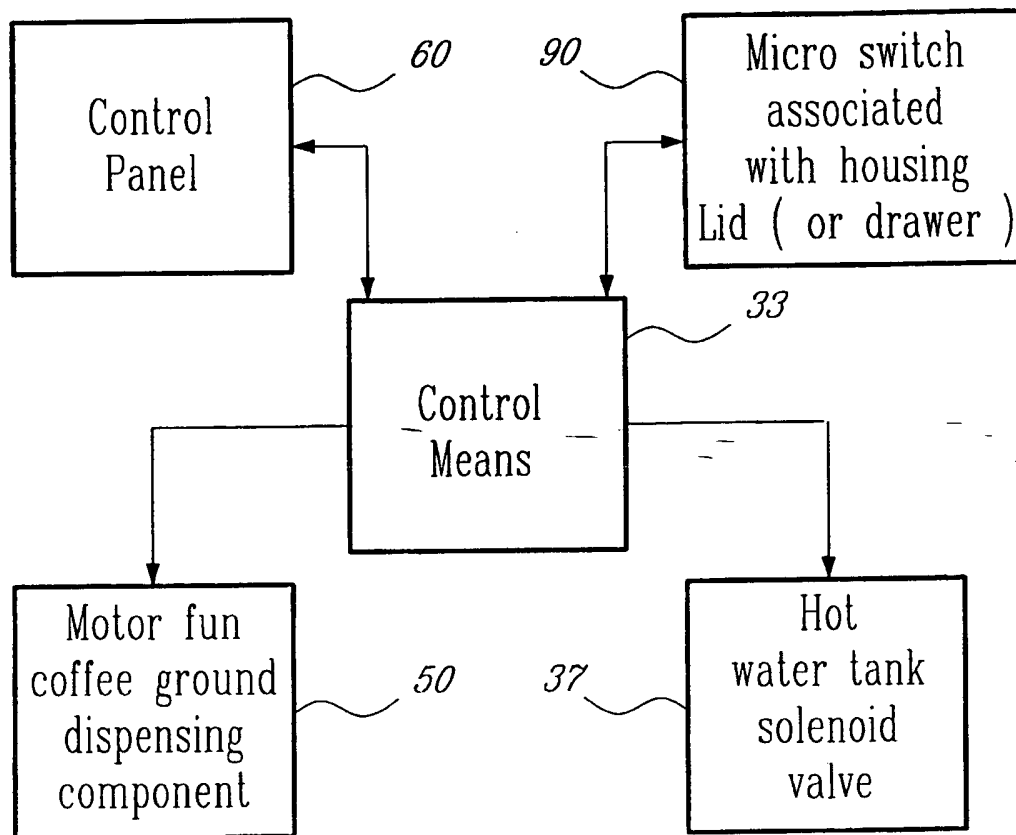 Control
Panel
60
90
Micro switch
associated
with housing
Lid ( or drawer )
33
Control
Means
Motor fun
coffee ground
dispensing
component
50
37
Hot
water tank
solenoid
valve